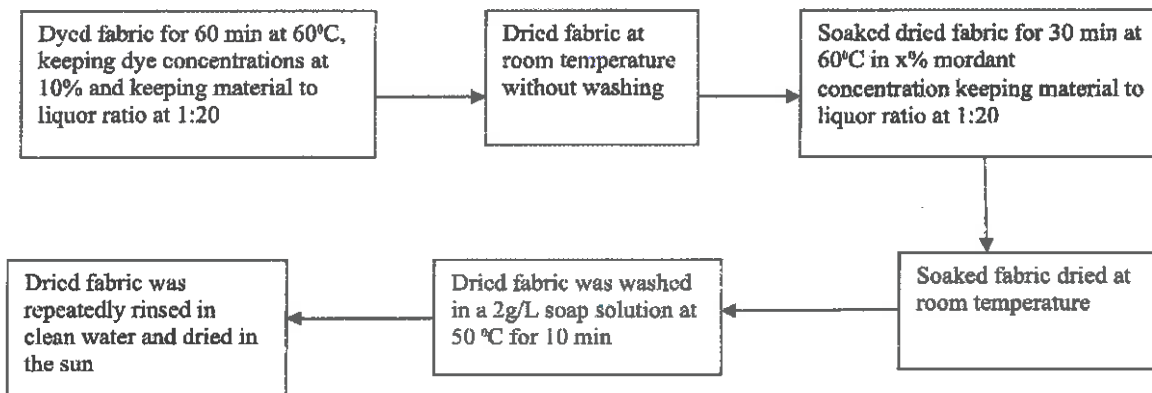 Dyed fabric for 60 min at 60⁰C,
keeping dye concentrations at
10% and keeping material to
liquor ratio at 1:20
Dried fabric at
room temperature
without washing
Soaked dried fabric for 30 min at
60⁰C in x% mordant
concentration keeping material to
liquor ratio at 1:20
Soaked fabric dried at
room temperature
Dried fabric was washed
in a 2g/L soap solution at
50 ⁰C for 10 min
Dried fabric was
repeatedly rinsed in
clean water and dried in
the sun